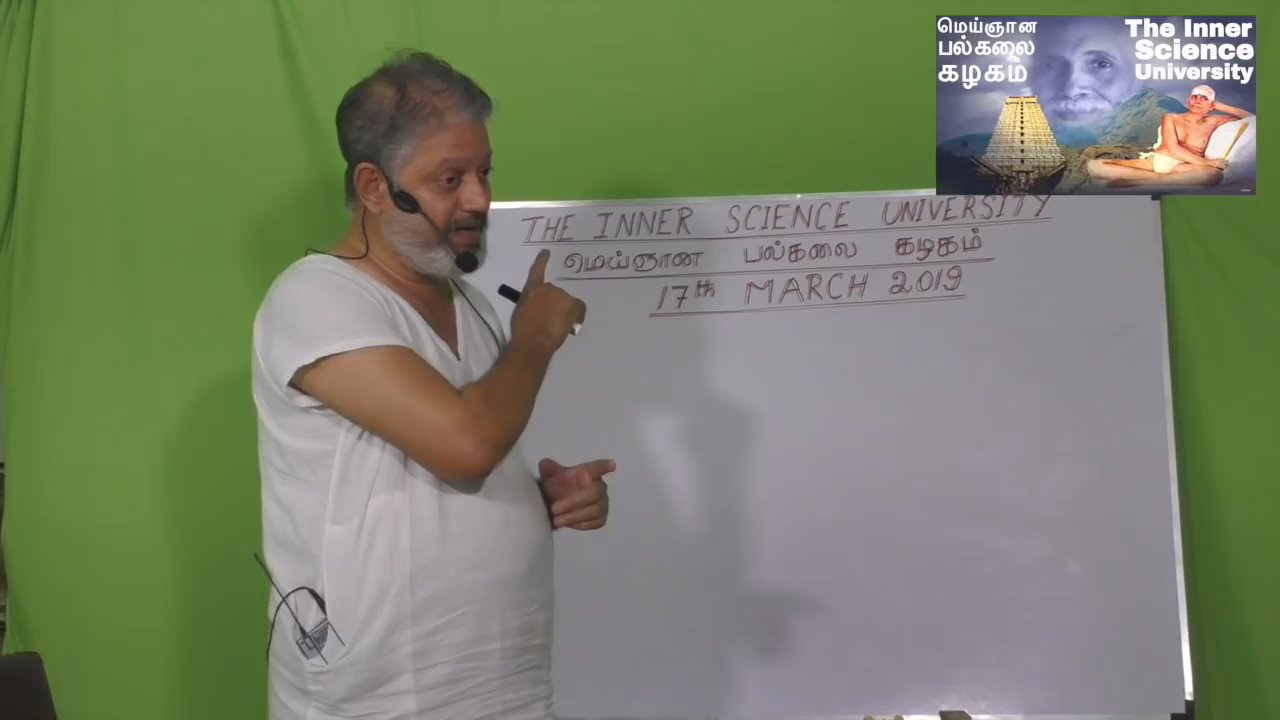 மெய்ஞான
பல்கலை
கழகம்
The Inner
Science
University
THE INNER SCIENCE UNIVERSITY
மெய்ஞான பல்கலை கழகம்
17th MARCH 2019